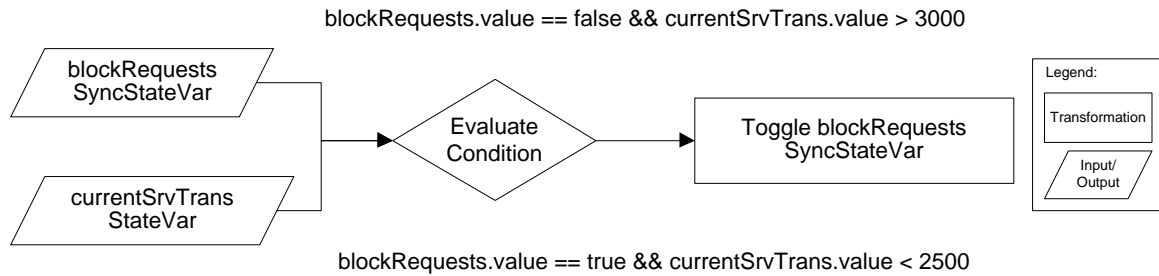 blockRequests.value == false && currentSrvTrans.value > 3000
blockRequests
SyncStateVar
currentSrvTrans
StateVar
Evaluate
Condition
Toggle blockRequests
SyncStateVar
Legend:
Transformation
Input/
Output
blockRequests.value == true && currentSrvTrans.value < 2500